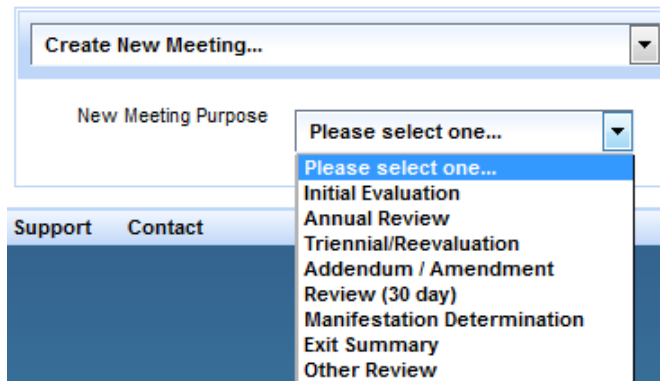 Create New Meeting...
New Meeting Purpose
Please select one...
Please select one...
Initial Evaluation
Annual Review
Triennial/Reevaluation
Addendum / Amendment
Review (30 day)
Manifestation Determination
Exit Summary
Other Review
Support Contact